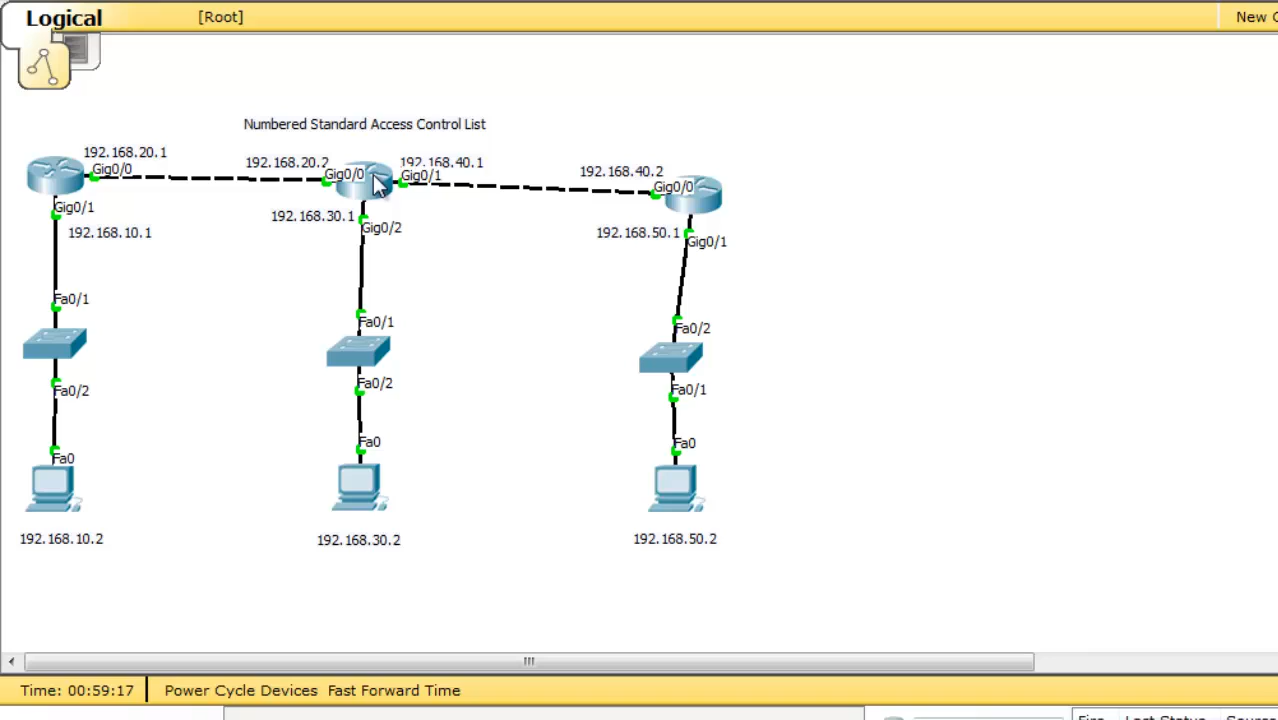 Logical
[Root]
New
Numbered Standard Access Control List
192.168.20.1
192.168.20.2
192.168.40.1
192.168.40.2
Gig0/0
Gig0/0
Gig0/1
Gig0/0
Gig0/1
192.168.30.1
Gig0/2
192.168.10.1
192.168.50.1
Gig0/1
Fa0/1
Fa0/1
Fa0/2
Fa0/2
Fa0/2
Fa0/1
Fa0
Fa0
Fa0
192.168.10.2
192.168.30.2
192.168.50.2
Time: 00:59:17
Power Cycle Devices Fast Forward Time
Fire
Last Status